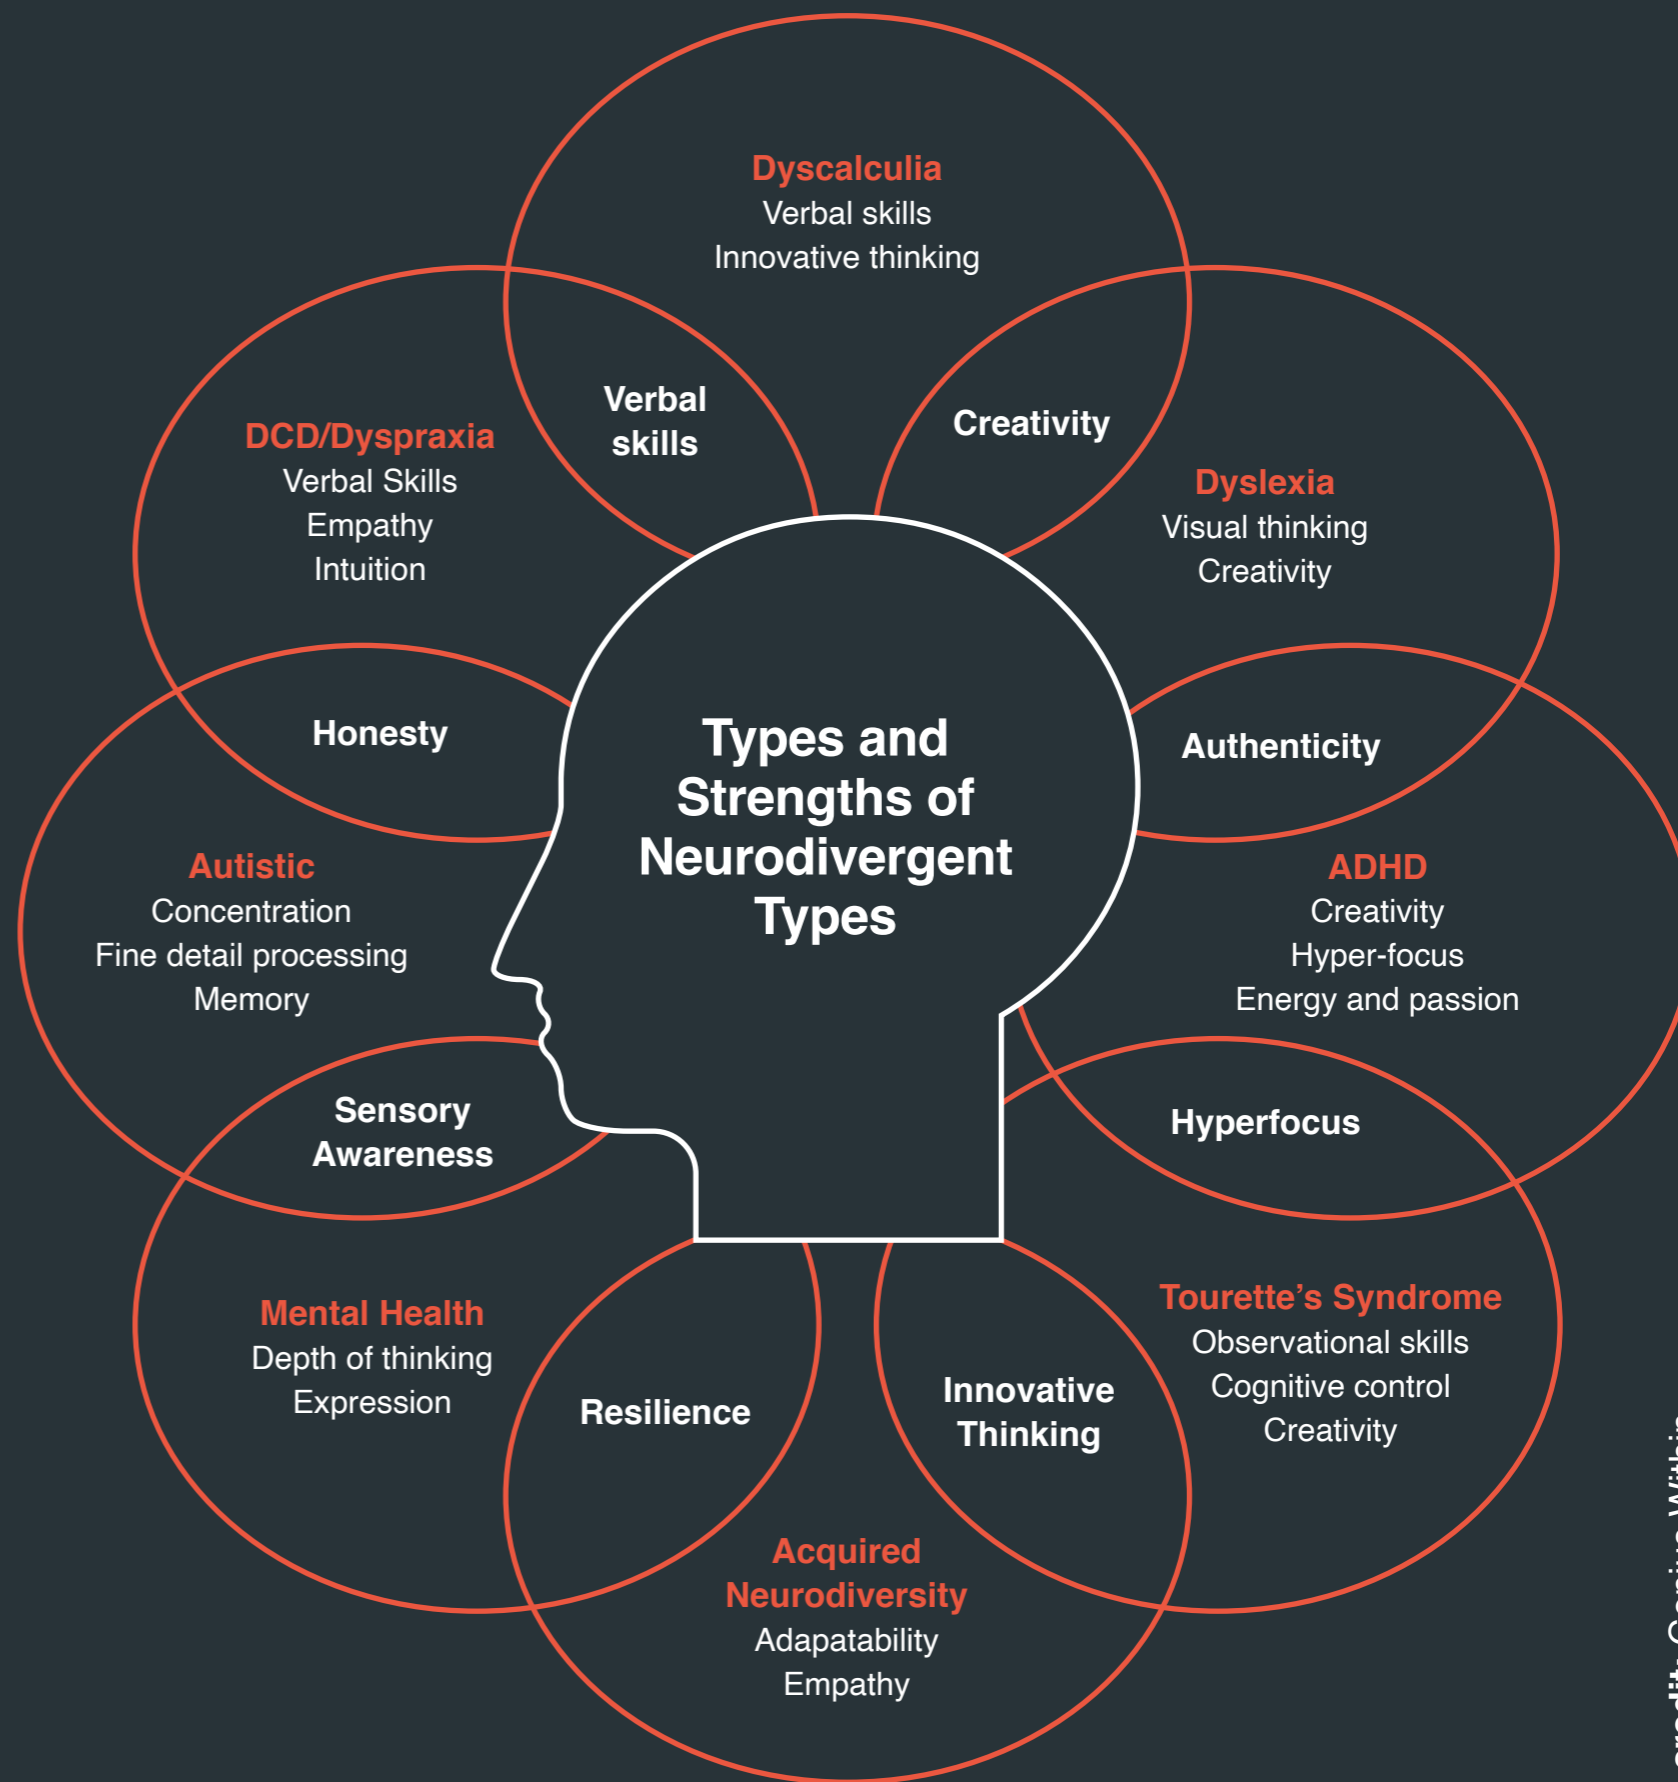 Dyscalculia
Verbal skills
Innovative thinking
Verbal
skills
Creativity
DCD/Dyspraxia
Verbal Skills
Empathy
Intuition
Dyslexia
Visual thinking
Creativity
Honesty
Types and
Strengths of
Neurodivergent
Types
Authenticity
Autistic
Concentration
Fine detail processing
Memory
ADHD
Creativity
Hyper-focus
Energy and passion
Sensory
Awareness
Hyperfocus
Mental Health
Depth of thinking
Expression
Resilience
Innovative
Thinking
Tourette’s Syndrome
Observational skills
Cognitive control
Creativity
Acquired
Neurodiversity
Adapatability
Empathy